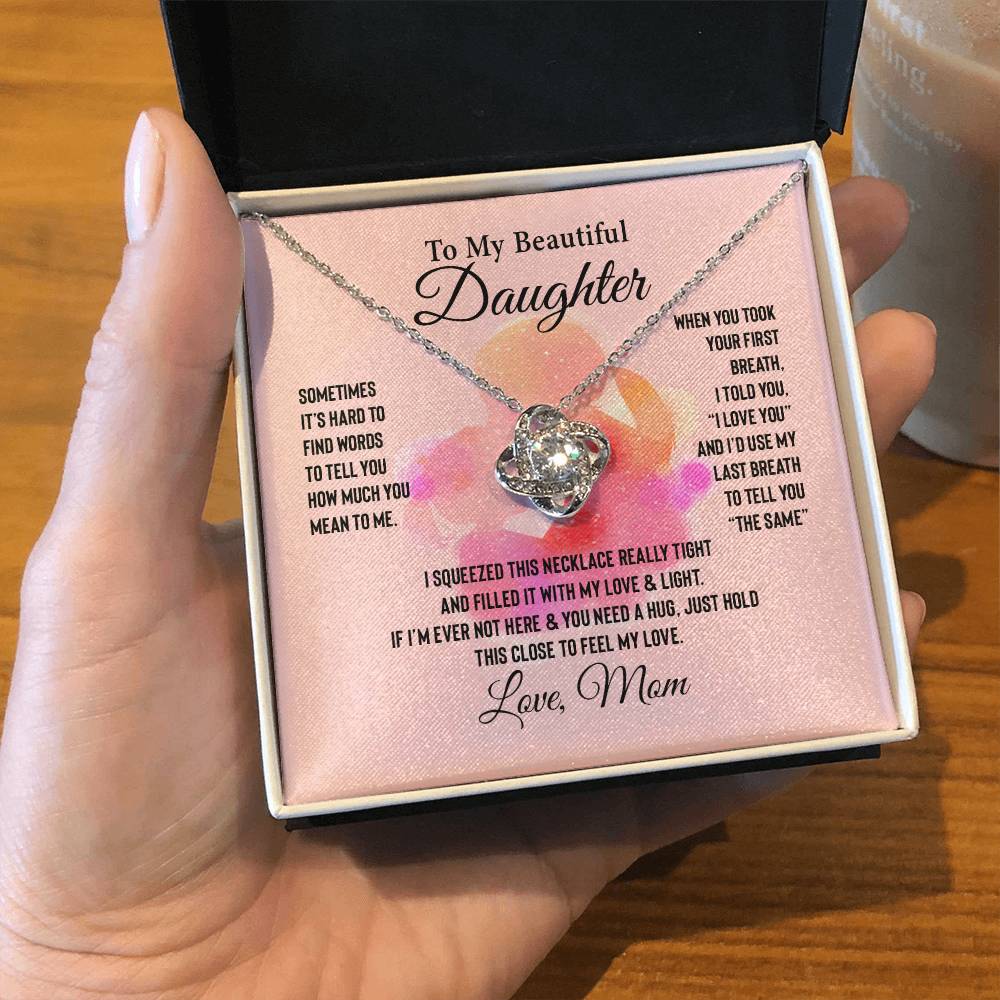 To My Beautiful
Daughter
SOMETIMES
IT'S HARD TO
FIND WORDS
TO TELL YOU
HOW MUCH YOU
MEAN TO ME.
WHEN YOU TOOK
YOUR FIRST
BREATH,
I TOLD YOU,
“I LOVE YOU”
AND I'D USE MY
LAST BREATH
TO TELL YOU
“THE SAME”
I SQUEEZED THIS NECKLACE REALLY TIGHT
AND FILLED IT WITH MY LOVE & LIGHT.
IF I'M EVER NOT HERE & YOU NEED A HUG, JUST HOLD
THIS CLOSE TO FEEL MY LOVE.
Love, Mom
first